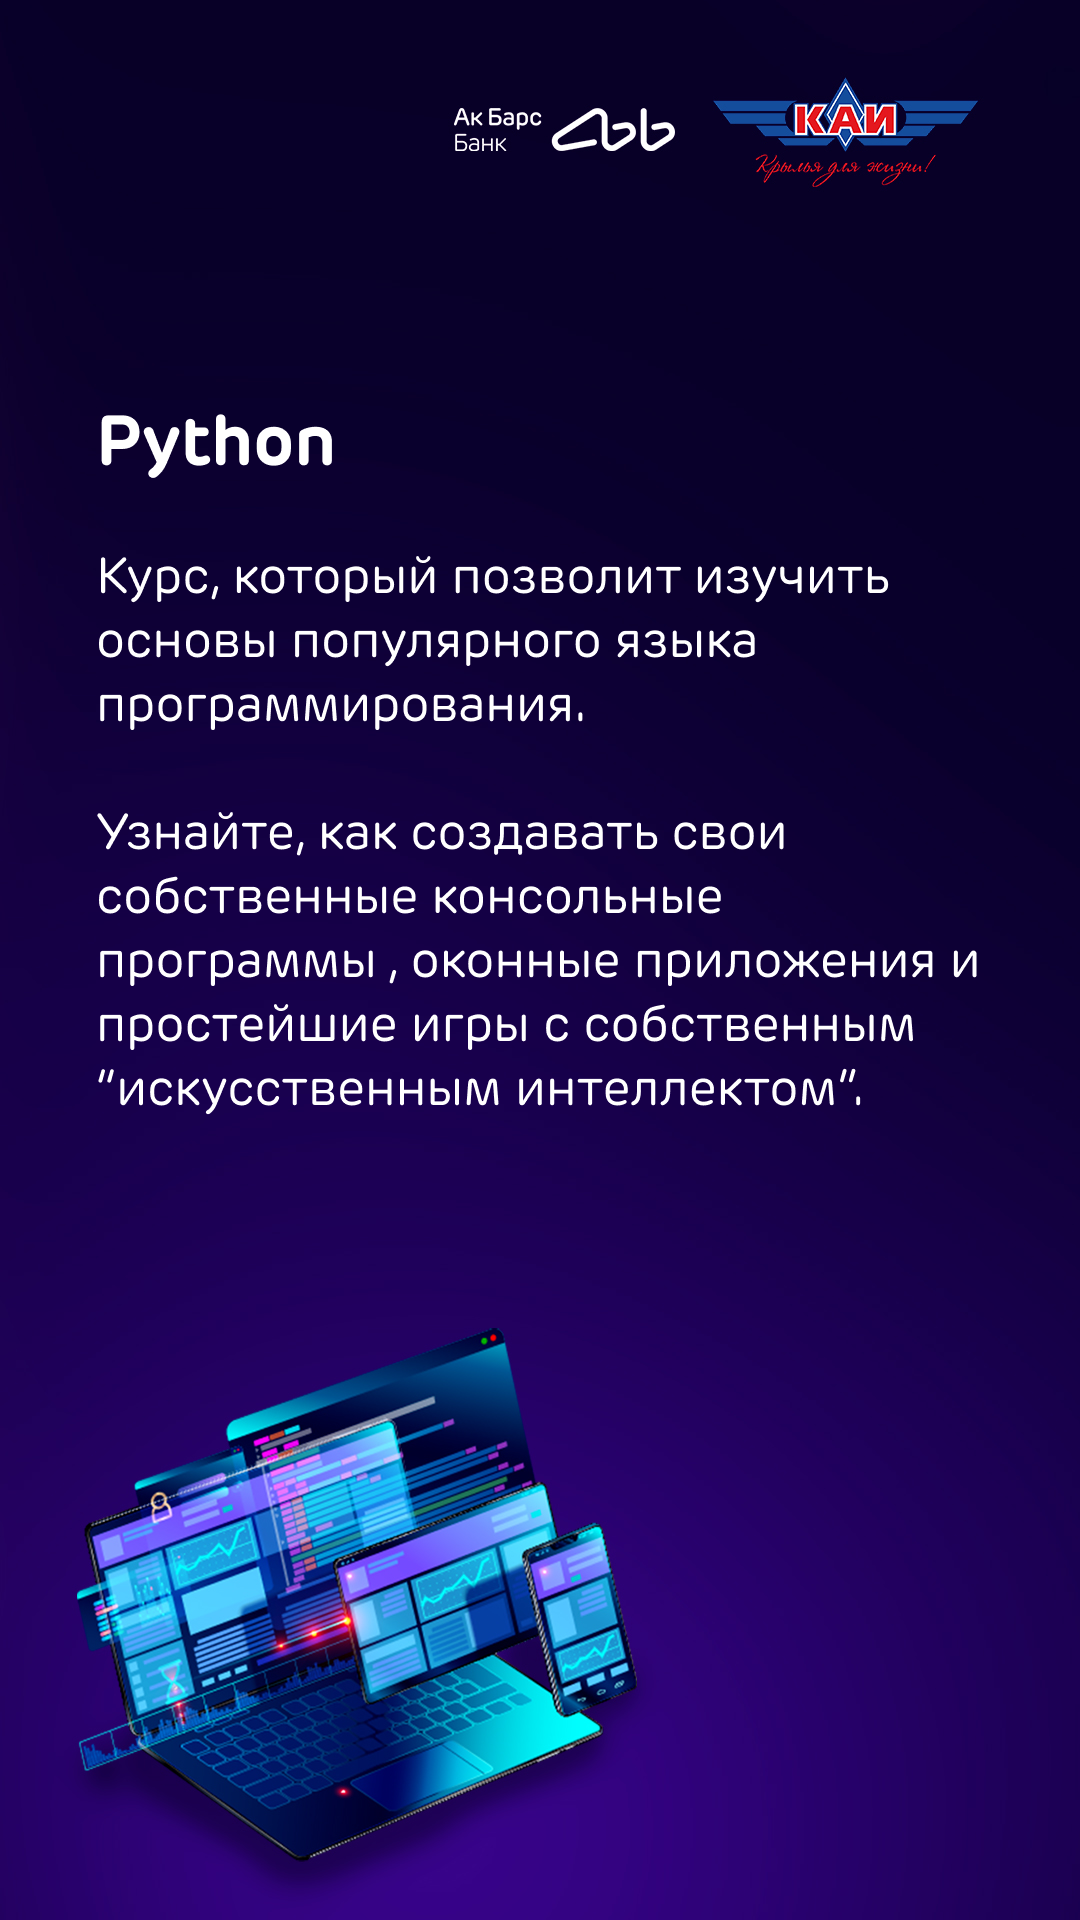 Ак Барс
Банк
КАИ
Крылья для жизни!
Python
Курс, который позволит изучить
основы популярного языка
программирования.
Узнайте, как создавать свои
собственные консольные
программы , оконные приложения и
простейшие игры с собственным
“искусственным интеллектом”.